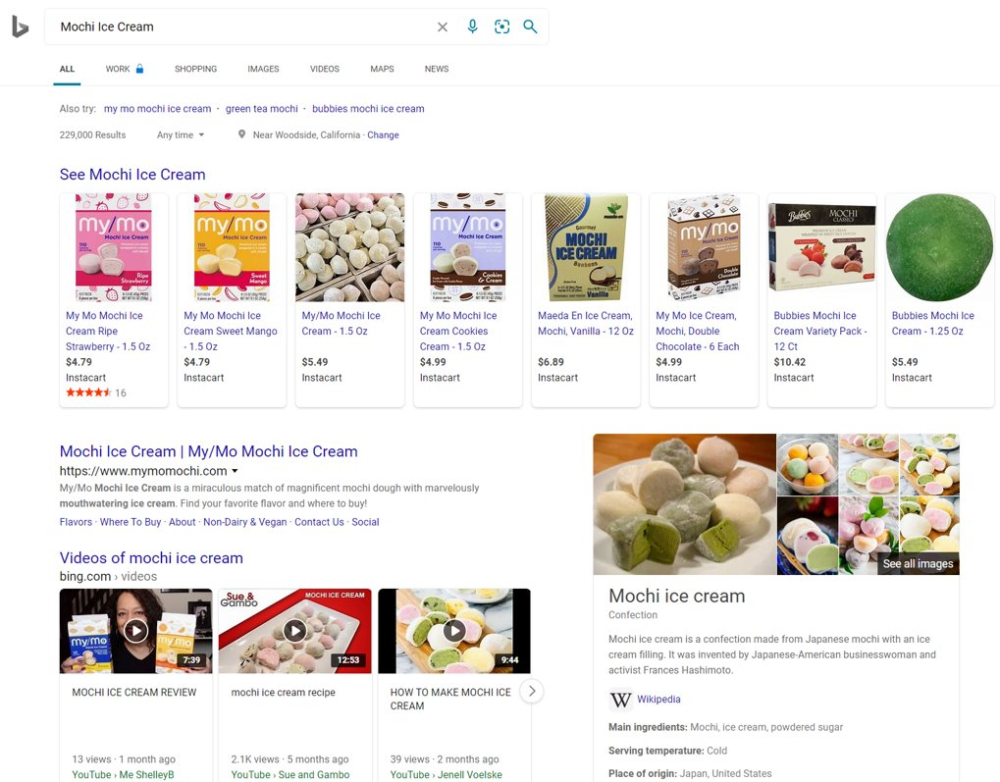 Mochi Ice Cream
ALL WORK SHOPPING IMAGES VIDEOS MAPS NEWS
Also try: my mo mochi ice cream · green tea mochi · bubbies mochi ice cream
229,000 Results Any time Near Woodside, California · Change
See Mochi Ice Cream
my/mo
Mochi Ice Cream
110
Ripe
Strawberry
My Mo Mochi Ice
Cream Ripe
Strawberry - 1.5 Oz
$4.79
Instacart
16
my/mo
Mochi Ice Cream
110
Sweet
Mango
My Mo Mochi Ice
Cream Sweet Mango
- 1.5 Oz
$4.79
Instacart
My/Mo Mochi Ice
Cream - 1.5 Oz
$5.49
Instacart
my/mo
Mochi Ice Cream
110
Cookies
& Cream
My Mo Mochi Ice
Cream Cookies
Cream - 1.5 Oz
$4.99
Instacart
maeda-en
Gourmet
MOCHI
ICE CREAM
Bonbons
Vanilla
Maeda En Ice Cream,
Mochi, Vanilla - 12 Oz
$6.89
Instacart
my/mo
Mochi Ice Cream
Double
Chocolate
My Mo Ice Cream,
Mochi, Double
Chocolate - 6 Each
$4.99
Instacart
Bubbies
MOCHI
CLASSICS
Bubbies Mochi Ice
Cream Variety Pack -
12 Ct
$10.42
Instacart
Bubbies Mochi Ice
Cream - 1.25 Oz
$5.49
Instacart
Mochi Ice Cream | My/Mo Mochi Ice Cream
https://www.mymomochi.com
My/Mo Mochi Ice Cream is a miraculous match of magnificent mochi dough with marvelously
mouthwatering ice cream. Find your favorite flavor and where to buy!
Flavors · Where To Buy · About · Non-Dairy & Vegan · Contact Us · Social
Videos of mochi ice cream
bing.com › videos
my/mo
my/mo
7:39
MOCHI ICE CREAM REVIEW
13 views · 1 month ago
YouTube › Me ShelleyB
Sue &
Gambo
MOCHI ICE CREAM
12:53
mochi ice cream recipe
2.1K views · 5 months ago
YouTube › Sue and Gambo
9:44
HOW TO MAKE MOCHI ICE
CREAM
39 views · 2 months ago
YouTube › Jenell Voelske
See all images
Mochi ice cream
Confection
Mochi ice cream is a confection made from Japanese mochi with an ice
cream filling. It was invented by Japanese-American businesswoman and
activist Frances Hashimoto.
W Wikipedia
Main ingredients: Mochi, ice cream, powdered sugar
Serving temperature: Cold
Place of origin: Japan, United States